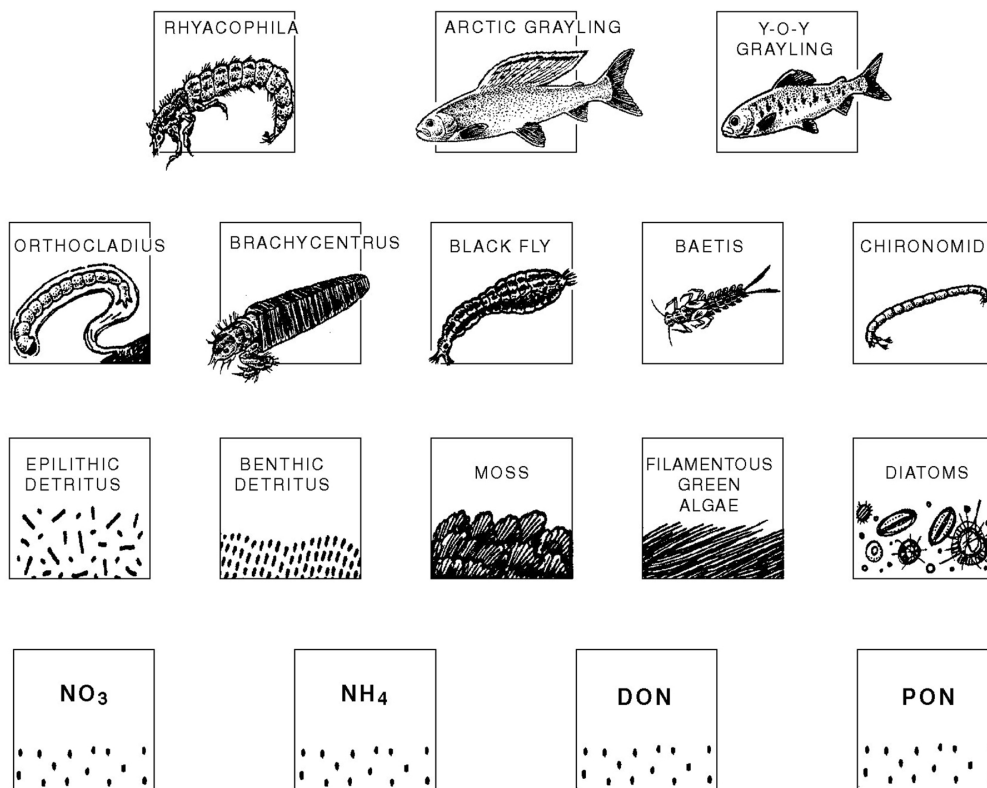 RHYACOPHILA
ARCTIC GRAYLING
Y-O-Y
GRAYLING
ORTHOCLADIUS
BRACHYCENTRUS
BLACK FLY
BAETIS
CHIRONOMID
EPILITHIC
DETRITUS
BENTHIC
DETRITUS
MOSS
FILAMENTOUS
GREEN
ALGAE
DIATOMS
NO₃
NH₄
DON
PON